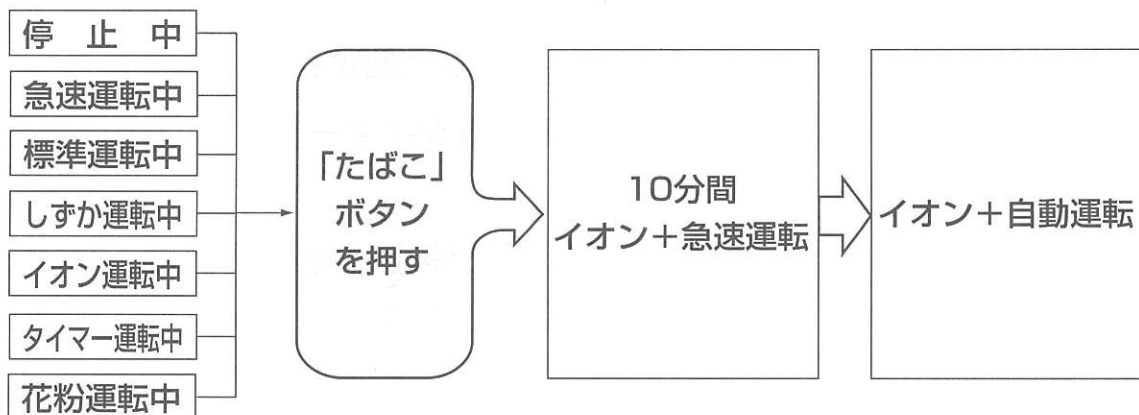 停　止　中
急速運転中
標準運転中
しずか運転中
イオン運転中
タイマー運転中
花粉運転中
「たばこ」
ボタン
を押す
10分間
イオン＋急速運転
イオン＋自動運転